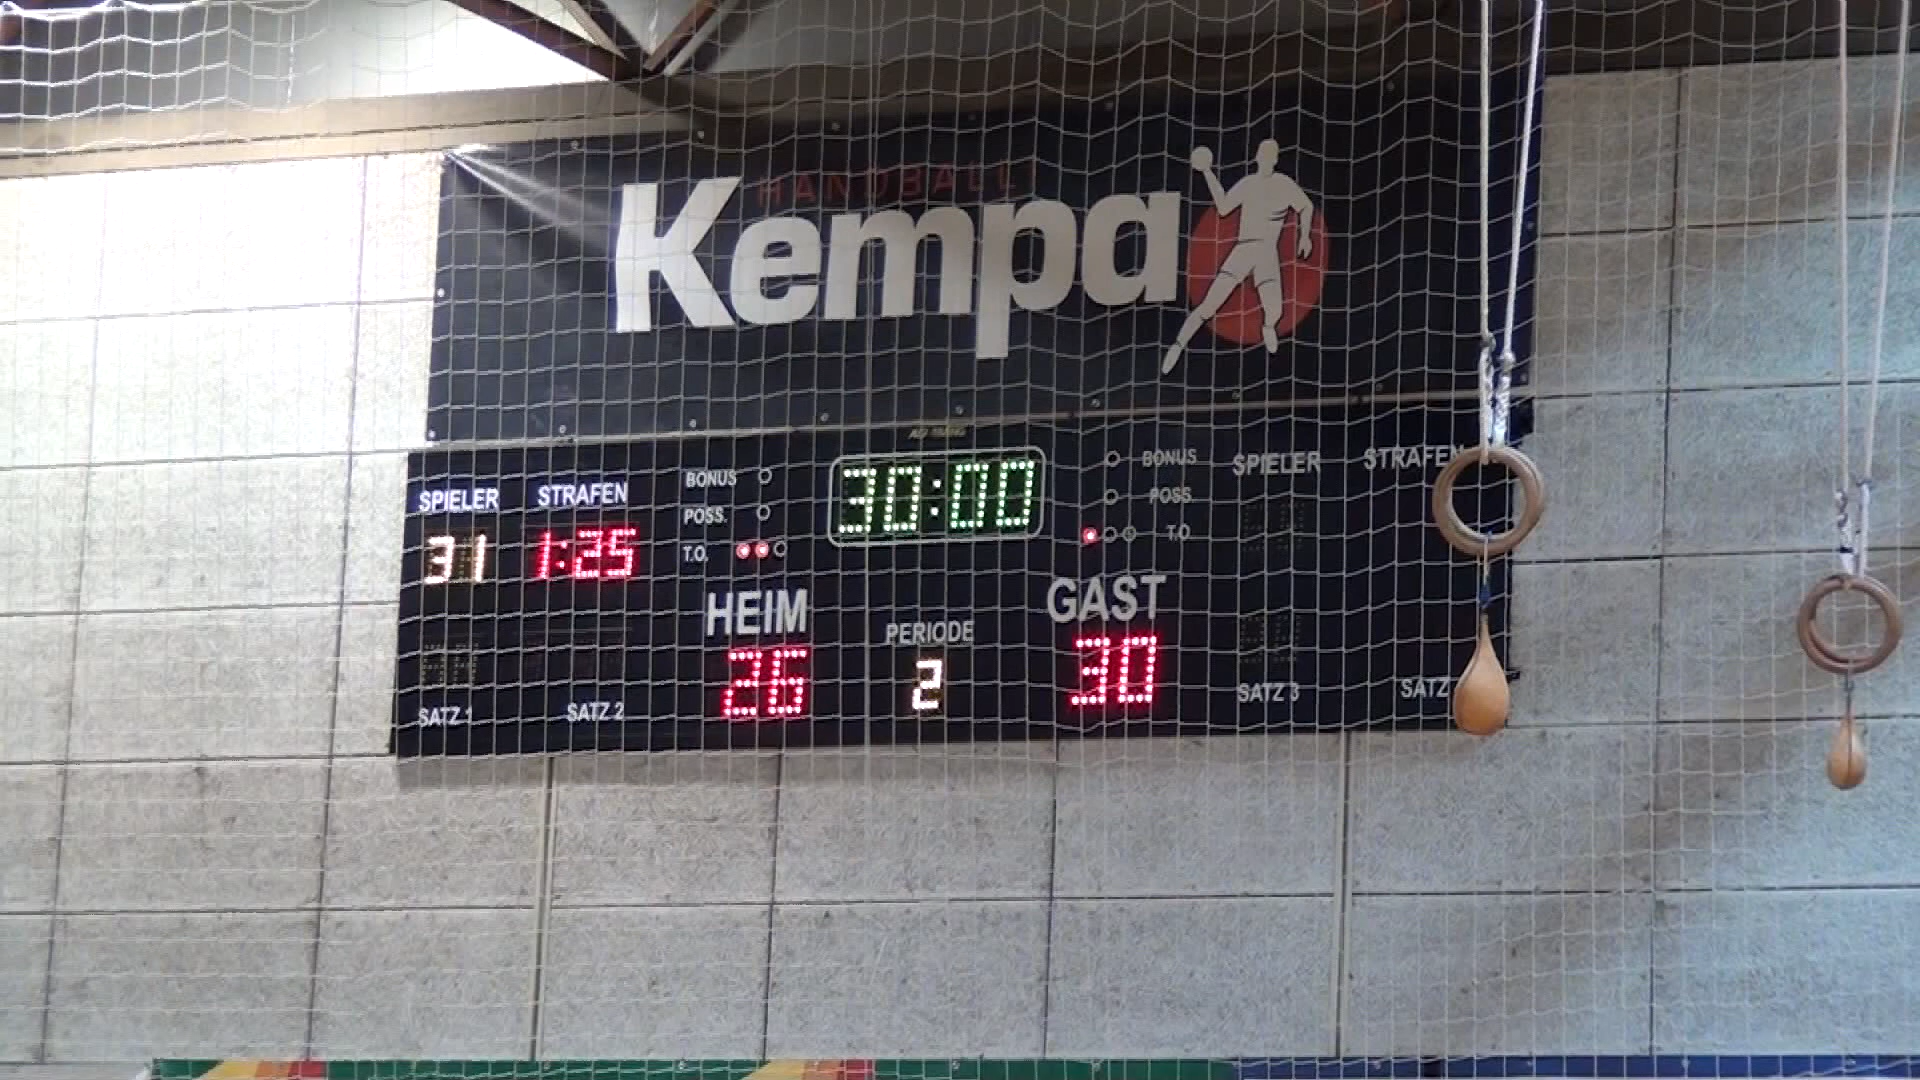 HANDBALL
Kempa
30:00
SPIELER STRAFEN
BONUS
POSS.
T.O.
31 1:25
BONUS
POSS.
T.O.
SPIELER STRAFEN
HEIM PERIODE GAST
26 2 30
SATZ 1 SATZ 2
SATZ 3 SATZ